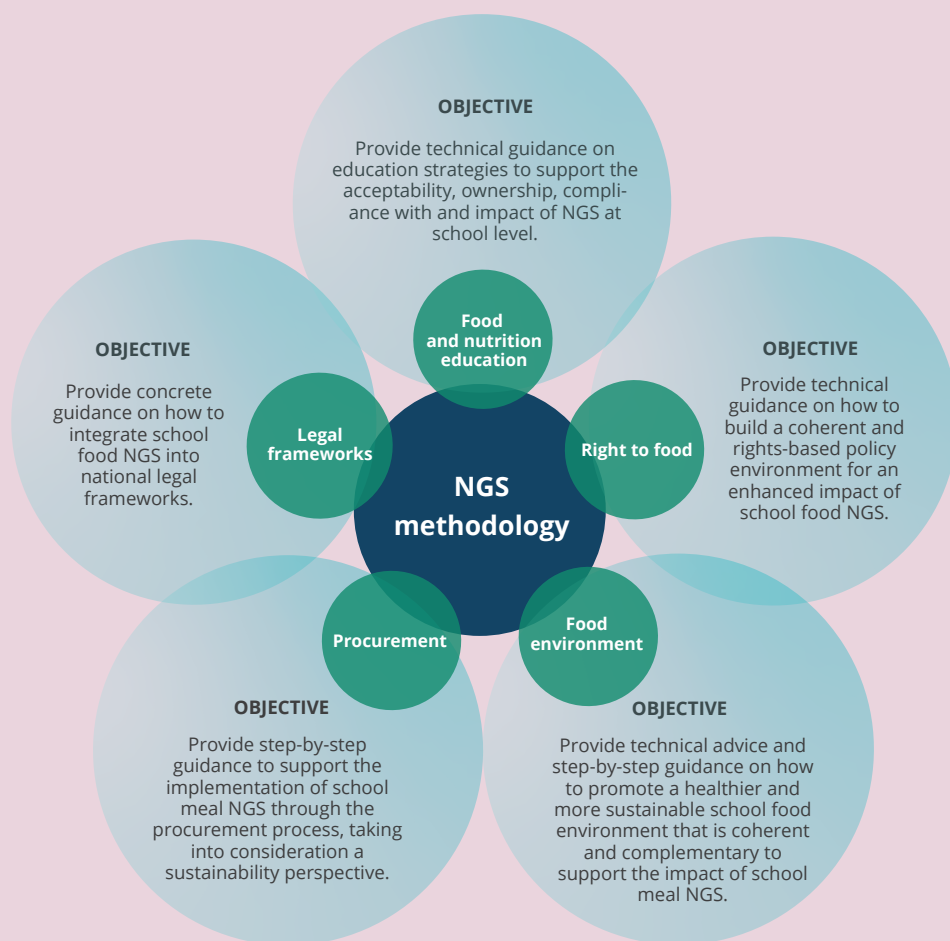 OBJECTIVE
Provide technical guidance on
education strategies to support the
acceptability, ownership, compli-
ance with and impact of NGS at
school level.
Food
and nutrition
education
OBJECTIVE
Provide concrete
guidance on how to
integrate school
food NGS into
national legal
frameworks.
Legal
frameworks
OBJECTIVE
Provide technical
guidance on how to
build a coherent and
rights-based policy
environment for an
enhanced impact of
school food NGS.
Right to food
NGS
methodology
Procurement
OBJECTIVE
Provide step-by-step
guidance to support the
implementation of school
meal NGS through the
procurement process, taking
into consideration a
sustainability perspective.
Food
environment
OBJECTIVE
Provide technical advice and
step-by-step guidance on how
to promote a healthier and
more sustainable school food
environment that is coherent
and complementary to
support the impact of school
meal NGS.